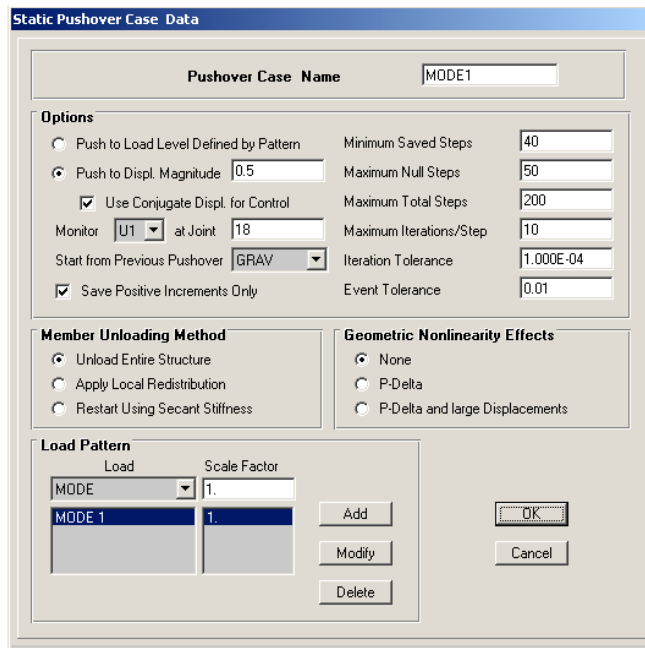 Static Pushover Case Data
Pushover Case Name MODE1
Options
Push to Load Level Defined by Pattern
Push to Displ. Magnitude 0.5
Use Conjugate Displ. for Control
Monitor U1 at Joint 18
Start from Previous Pushover GRAV
Save Positive Increments Only
Minimum Saved Steps 40
Maximum Null Steps 50
Maximum Total Steps 200
Maximum Iterations/Step 10
Iteration Tolerance 1.000E-04
Event Tolerance 0.01
Member Unloading Method
Unload Entire Structure
Apply Local Redistribution
Restart Using Secant Stiffness
Geometric Nonlinearity Effects
None
P-Delta
P-Delta and large Displacements
Load Pattern
Load Scale Factor
MODE 1.
MODE 1 1.
Add
Modify
Delete
OK
Cancel